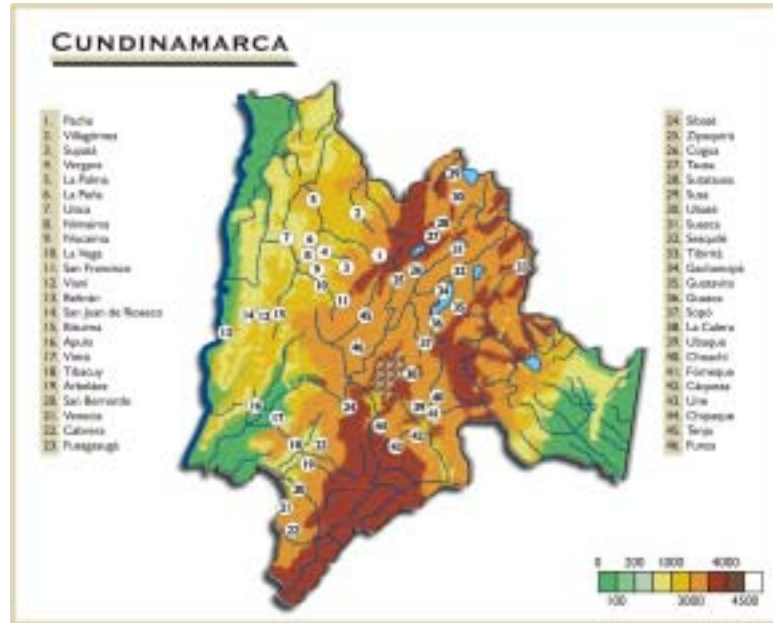 CUNDINAMARCA
1. Pacho
2. Villagómez
3. Supatá
4. Vergara
5. La Palma
6. La Peña
7. Utica
8. Nimaima
9. Nocaima
10. La Vega
11. San Francisco
12. Vianí
13. Beltrán
14. San Juan de Rioseco
15. Bituima
16. Apulo
17. Viotá
18. Tibacuy
19. Arbeláez
20. San Bernardo
21. Venecia
22. Cabrera
23. Fusagasugá
24. Sibaté
25. Zipaquirá
26. Cogua
27. Tausa
28. Sutatausa
29. Susa
30. Ubaté
31. Suesca
32. Sesquilé
33. Tibiritá
34. Gachancipá
35. Guatavita
36. Guasca
37. Sopó
38. La Calera
39. Ubaque
40. Choachí
41. Fómeque
42. Cáqueza
43. Une
44. Chipaque
45. Tenjo
46. Funza
0 200 1000 4000
100 3000 4500